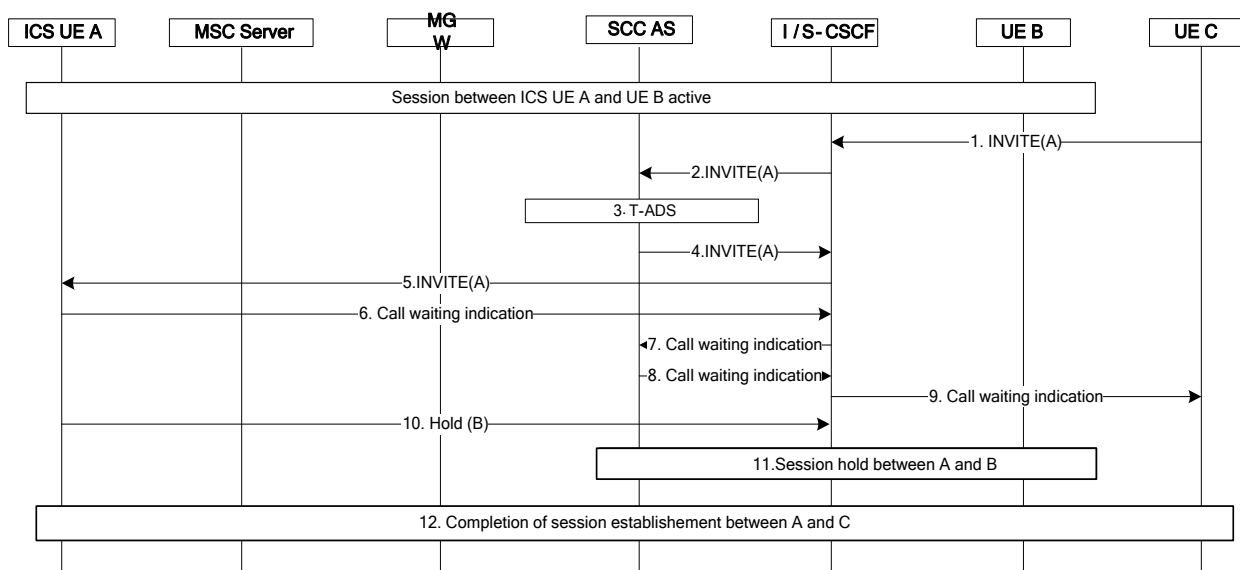 ICS UE A
MSC Server
MG
W
SCC AS
I / S- CSCF
UE B
UE C
Session between ICS UE A and UE B active
1. INVITE(A)
2.INVITE(A)
3. T-ADS
4.INVITE(A)
5.INVITE(A)
6. Call waiting indication
7. Call waiting indication
8. Call waiting indication
9. Call waiting indication
10. Hold (B)
11.Session hold between A and B
12. Completion of session establishement between A and C